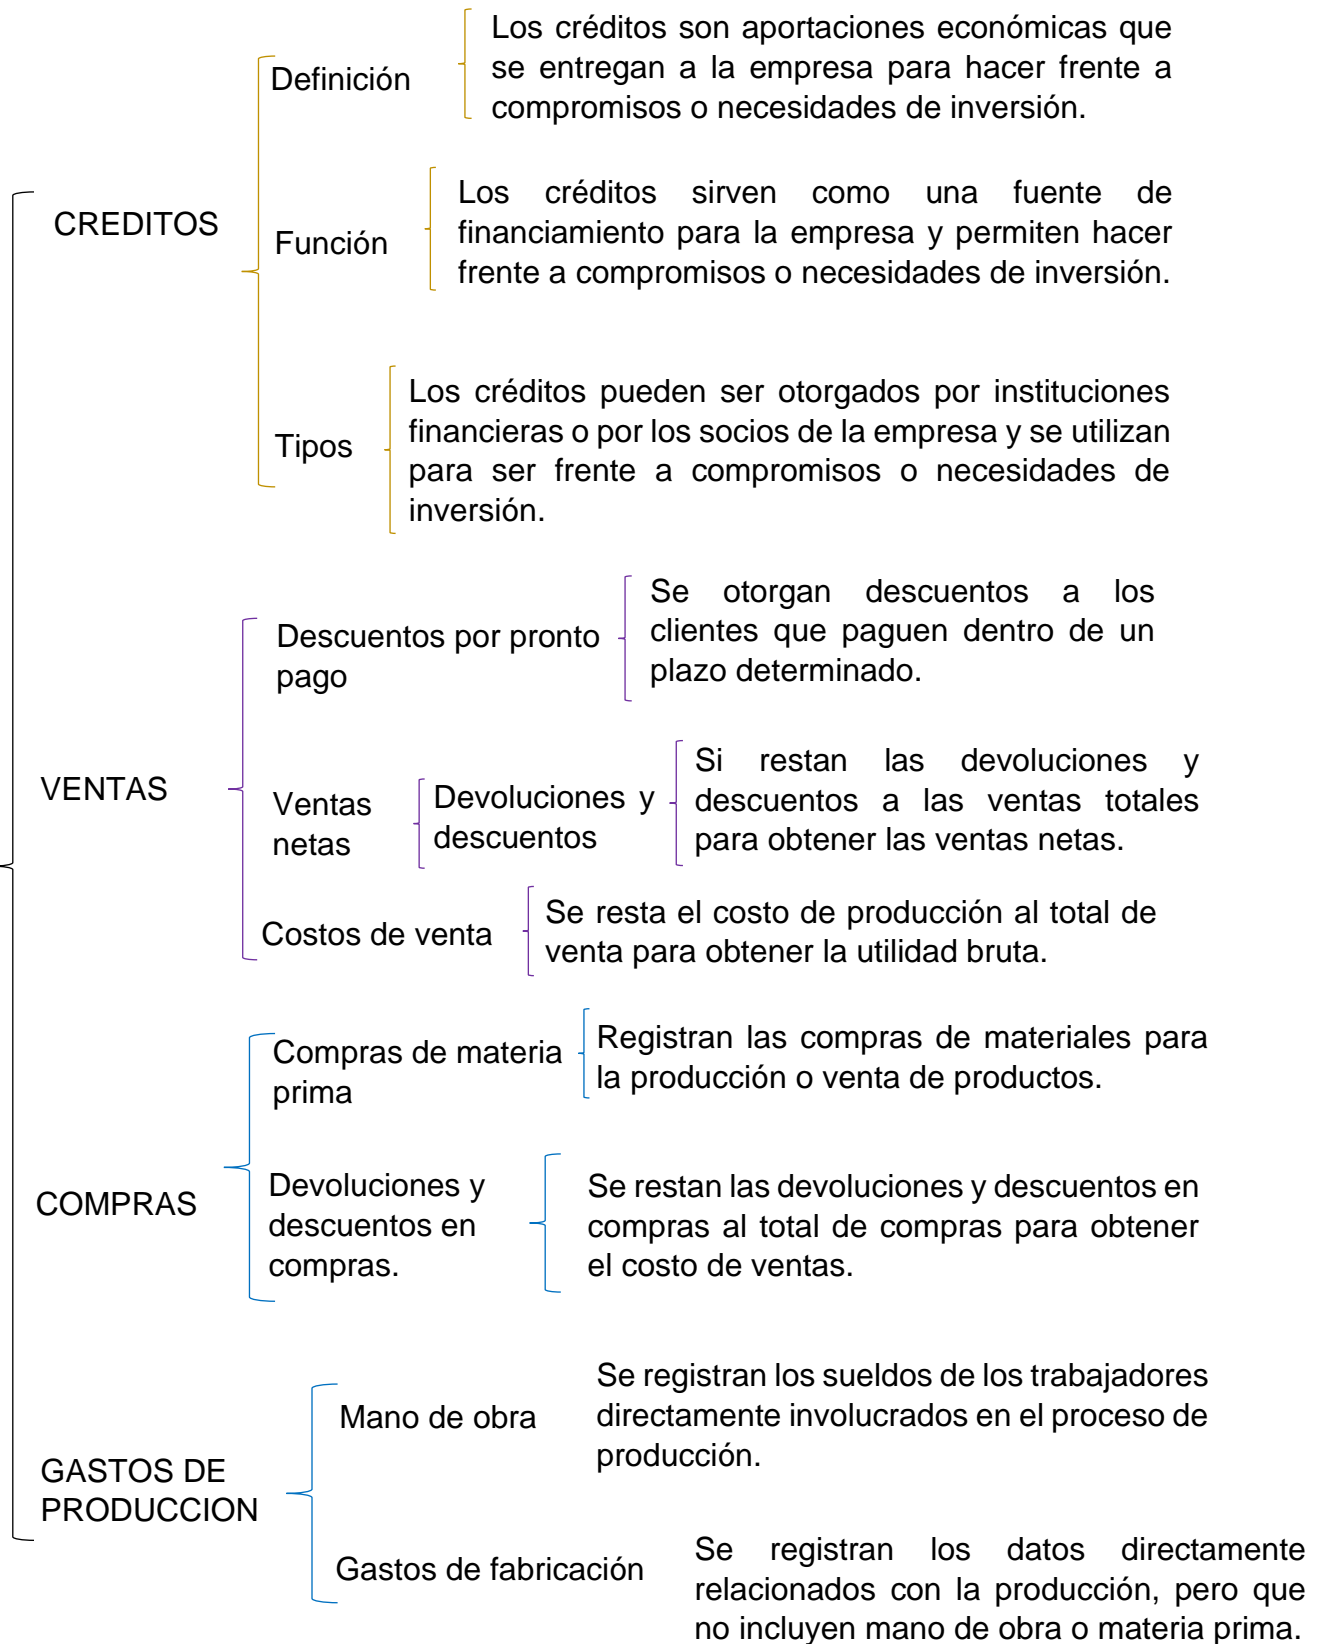 CREDITOS
Definición
Los créditos son aportaciones económicas que
se entregan a la empresa para hacer frente a
compromisos o necesidades de inversión.
Función
Los créditos sirven como una fuente de
financiamiento para la empresa y permiten hacer
frente a compromisos o necesidades de inversión.
Tipos
Los créditos pueden ser otorgados por instituciones
financieras o por los socios de la empresa y se utilizan
para ser frente a compromisos o necesidades de
inversión.
VENTAS
Descuentos por pronto
pago
Se otorgan descuentos a los
clientes que paguen dentro de un
plazo determinado.
Ventas
netas
Devoluciones y
descuentos
Si restan las devoluciones y
descuentos a las ventas totales
para obtener las ventas netas.
Costos de venta
Se resta el costo de producción al total de
venta para obtener la utilidad bruta.
COMPRAS
Compras de materia
prima
Registran las compras de materiales para
la producción o venta de productos.
Devoluciones y
descuentos en
compras.
Se restan las devoluciones y descuentos en
compras al total de compras para obtener
el costo de ventas.
GASTOS DE
PRODUCCION
Mano de obra
Se registran los sueldos de los trabajadores
directamente involucrados en el proceso de
producción.
Gastos de fabricación
Se registran los datos directamente
relacionados con la producción, pero que
no incluyen mano de obra o materia prima.